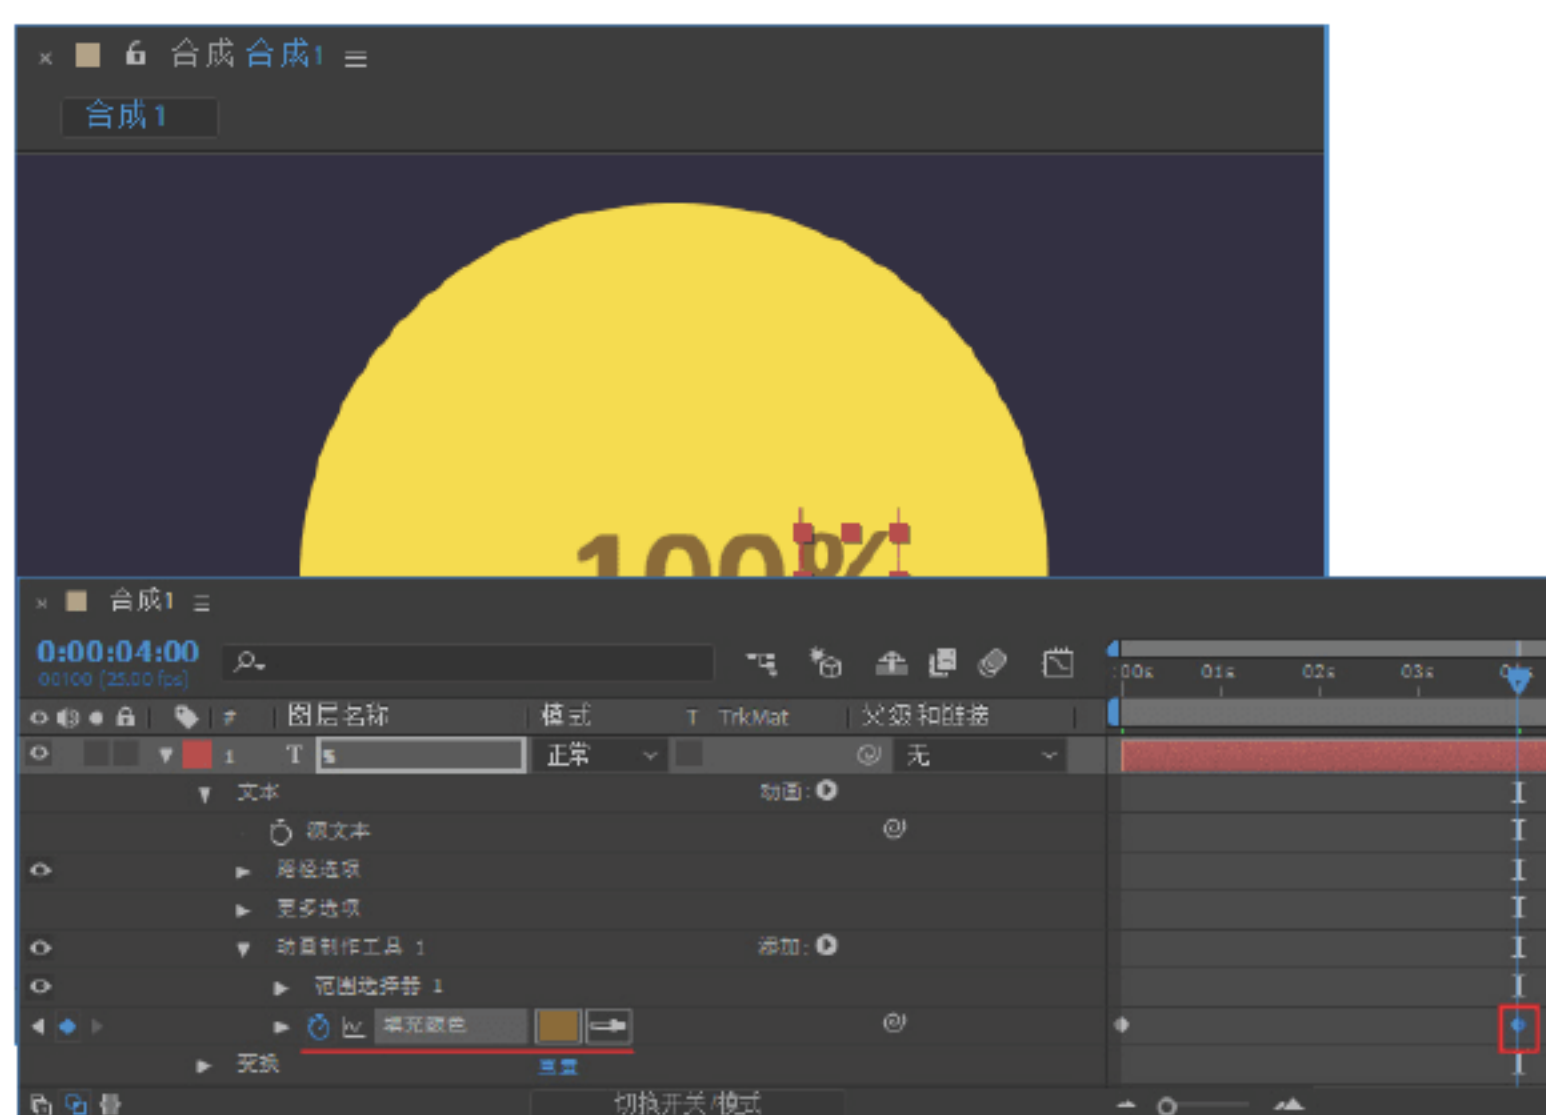 合成 合成1
合成1
100%
合成1
0:00:04:00
00100 (25.00 fps)
:00s 01s 02s 03s
# 图层名称 模式 T TrkMat 父级和链接
1 T 正常 无
文本 动画:
源文本
路径选项
更多选项
动画制作工具 1 添加:
范围选择器 1
填充颜色
变换 重置
切换开关/模式